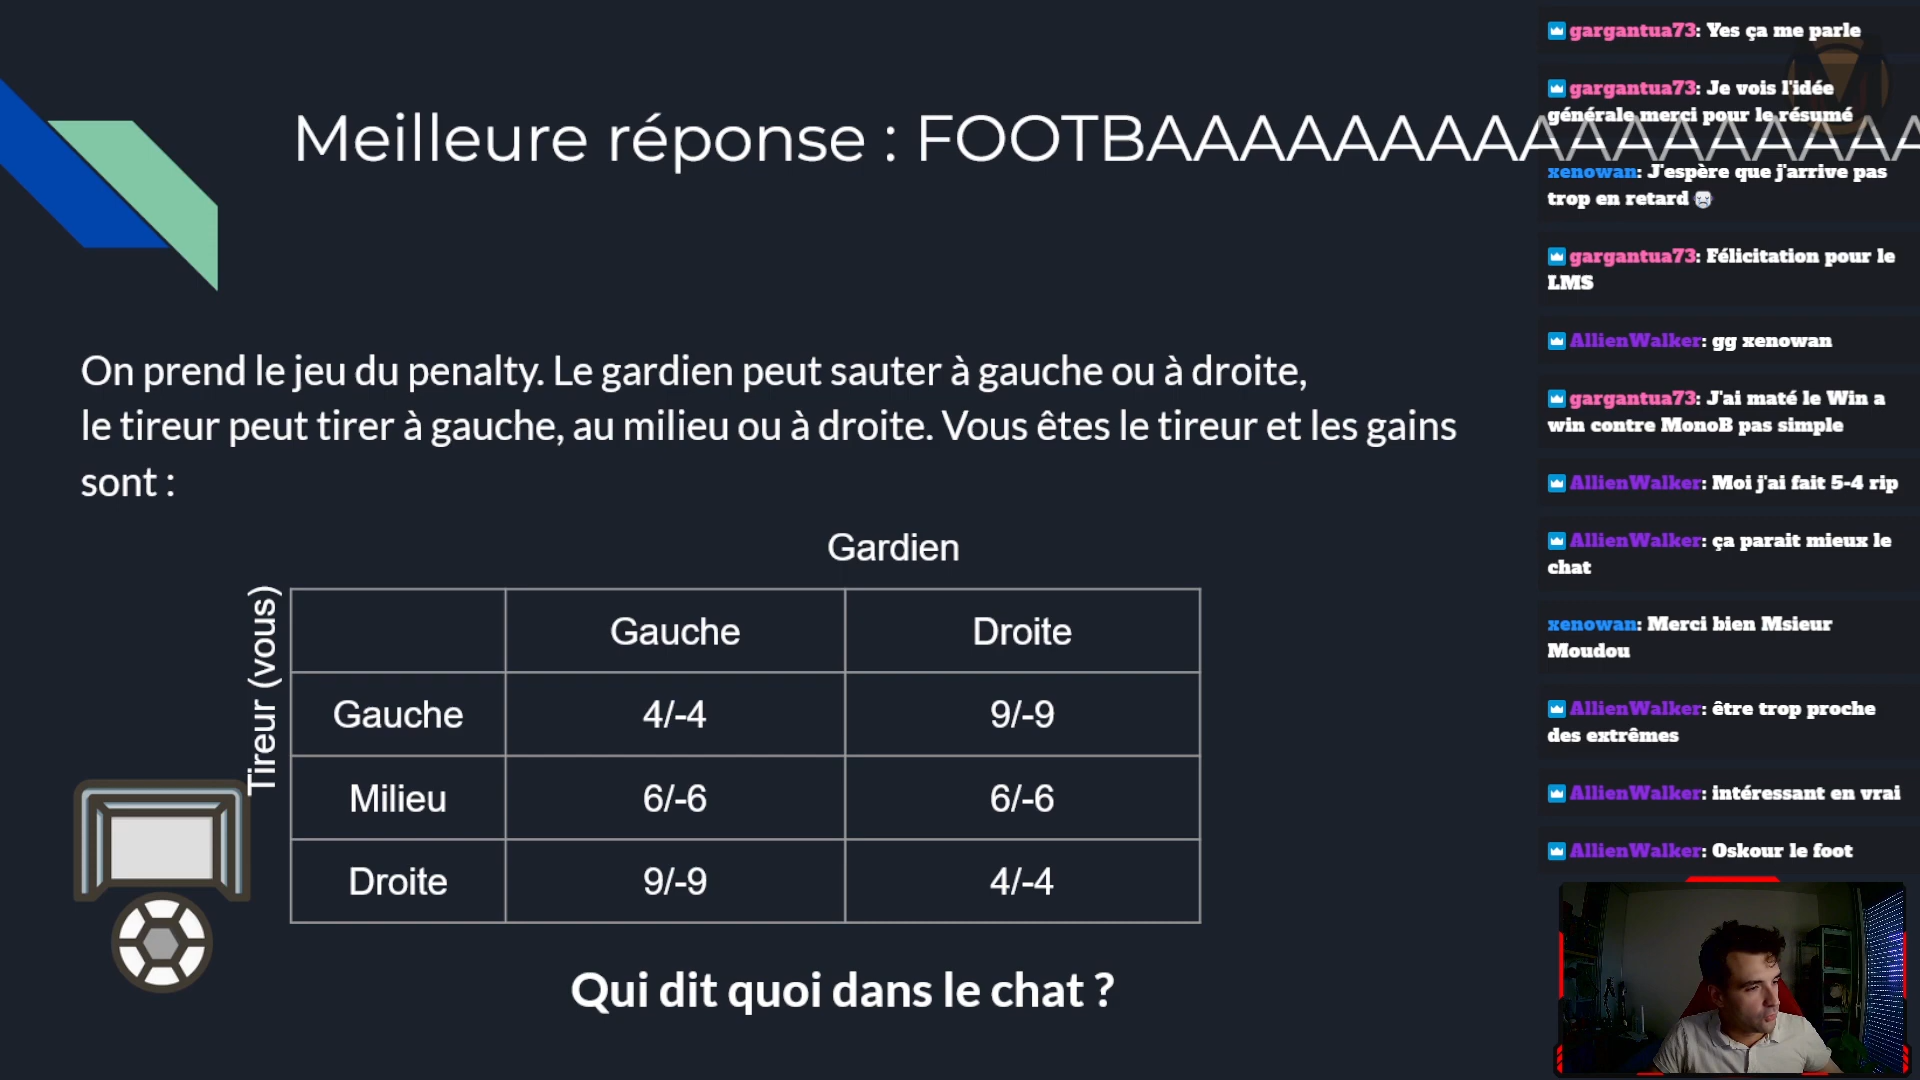 Meilleure réponse : FOOTBAAAAAAAAAAAAAAAAA
On prend le jeu du penalty. Le gardien peut sauter à gauche ou à droite,
le tireur peut tirer à gauche, au milieu ou à droite. Vous êtes le tireur et les gains
sont :
Gardien
Tireur (vous)
Gauche Droite
Gauche 4/-4 9/-9
Milieu 6/-6 6/-6
Droite 9/-9 4/-4
Qui dit quoi dans le chat ?
gargantua73: Yes ça me parle
gargantua73: Je vois l'idée
générale merci pour le résumé
xenowan: J'espère que j'arrive pas
trop en retard
gargantua73: Félicitation pour le
LMS
AllienWalker: gg xenowan
gargantua73: J'ai maté le Win a
win contre MonoB pas simple
AllienWalker: Moi j'ai fait 5-4 rip
AllienWalker: ça parait mieux le
chat
xenowan: Merci bien Msieur
Moudou
AllienWalker: être trop proche
des extrêmes
AllienWalker: intéressant en vrai
AllienWalker: Oskour le foot